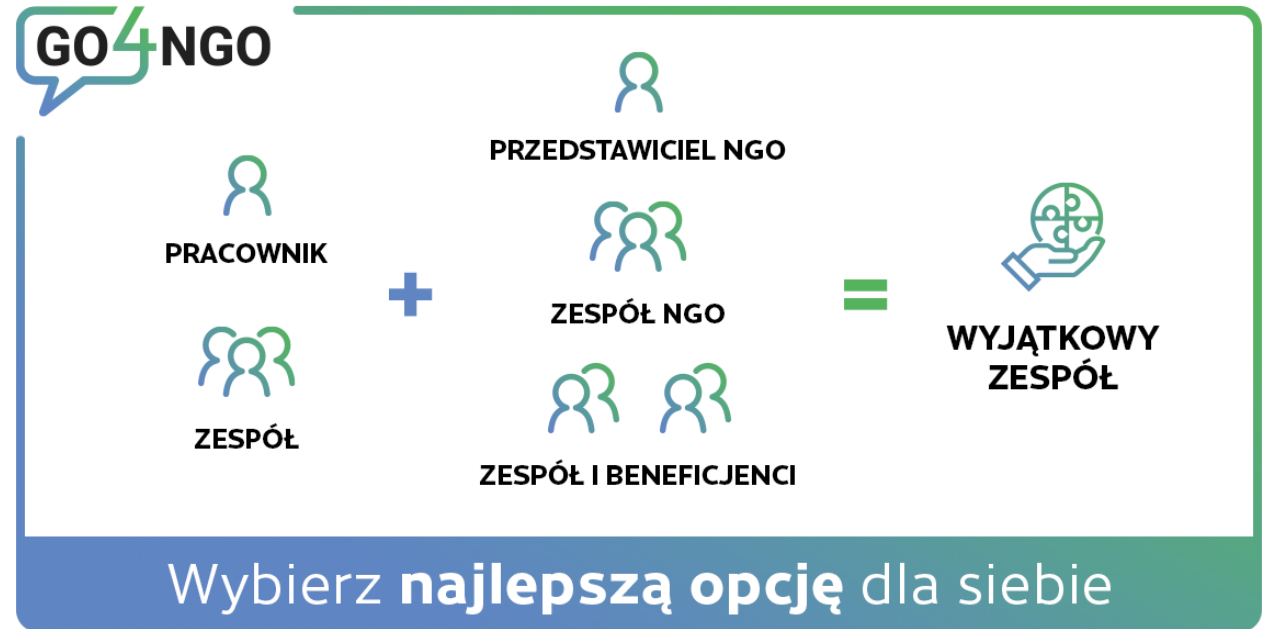 GO4NGO
PRACOWNIK
ZESPÓŁ
+
PRZEDSTAWICIEL NGO
ZESPÓŁ NGO
ZESPÓŁ I BENEFICJENCI
=
WYJĄTKOWY
ZESPÓŁ
Wybierz najlepszą opcję dla siebie